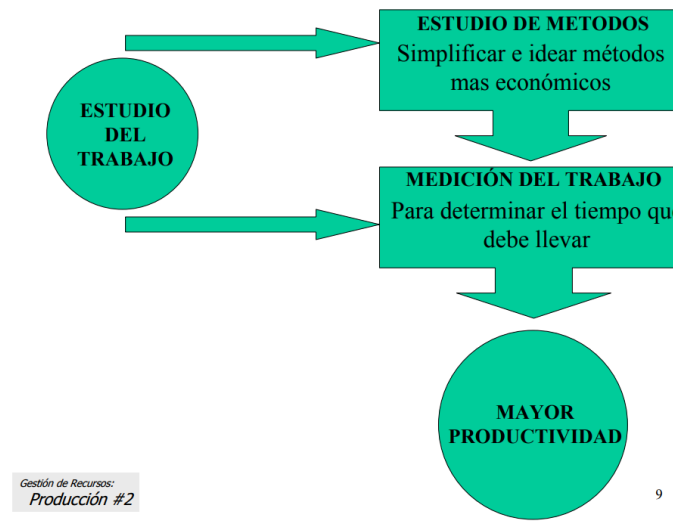 ESTUDIO
DEL
TRABAJO
ESTUDIO DE METODOS
Simplificar e idear métodos
mas económicos
MEDICIÓN DEL TRABAJO
Para determinar el tiempo que
debe llevar
MAYOR
PRODUCTIVIDAD
Gestión de Recursos:
Producción #2
9